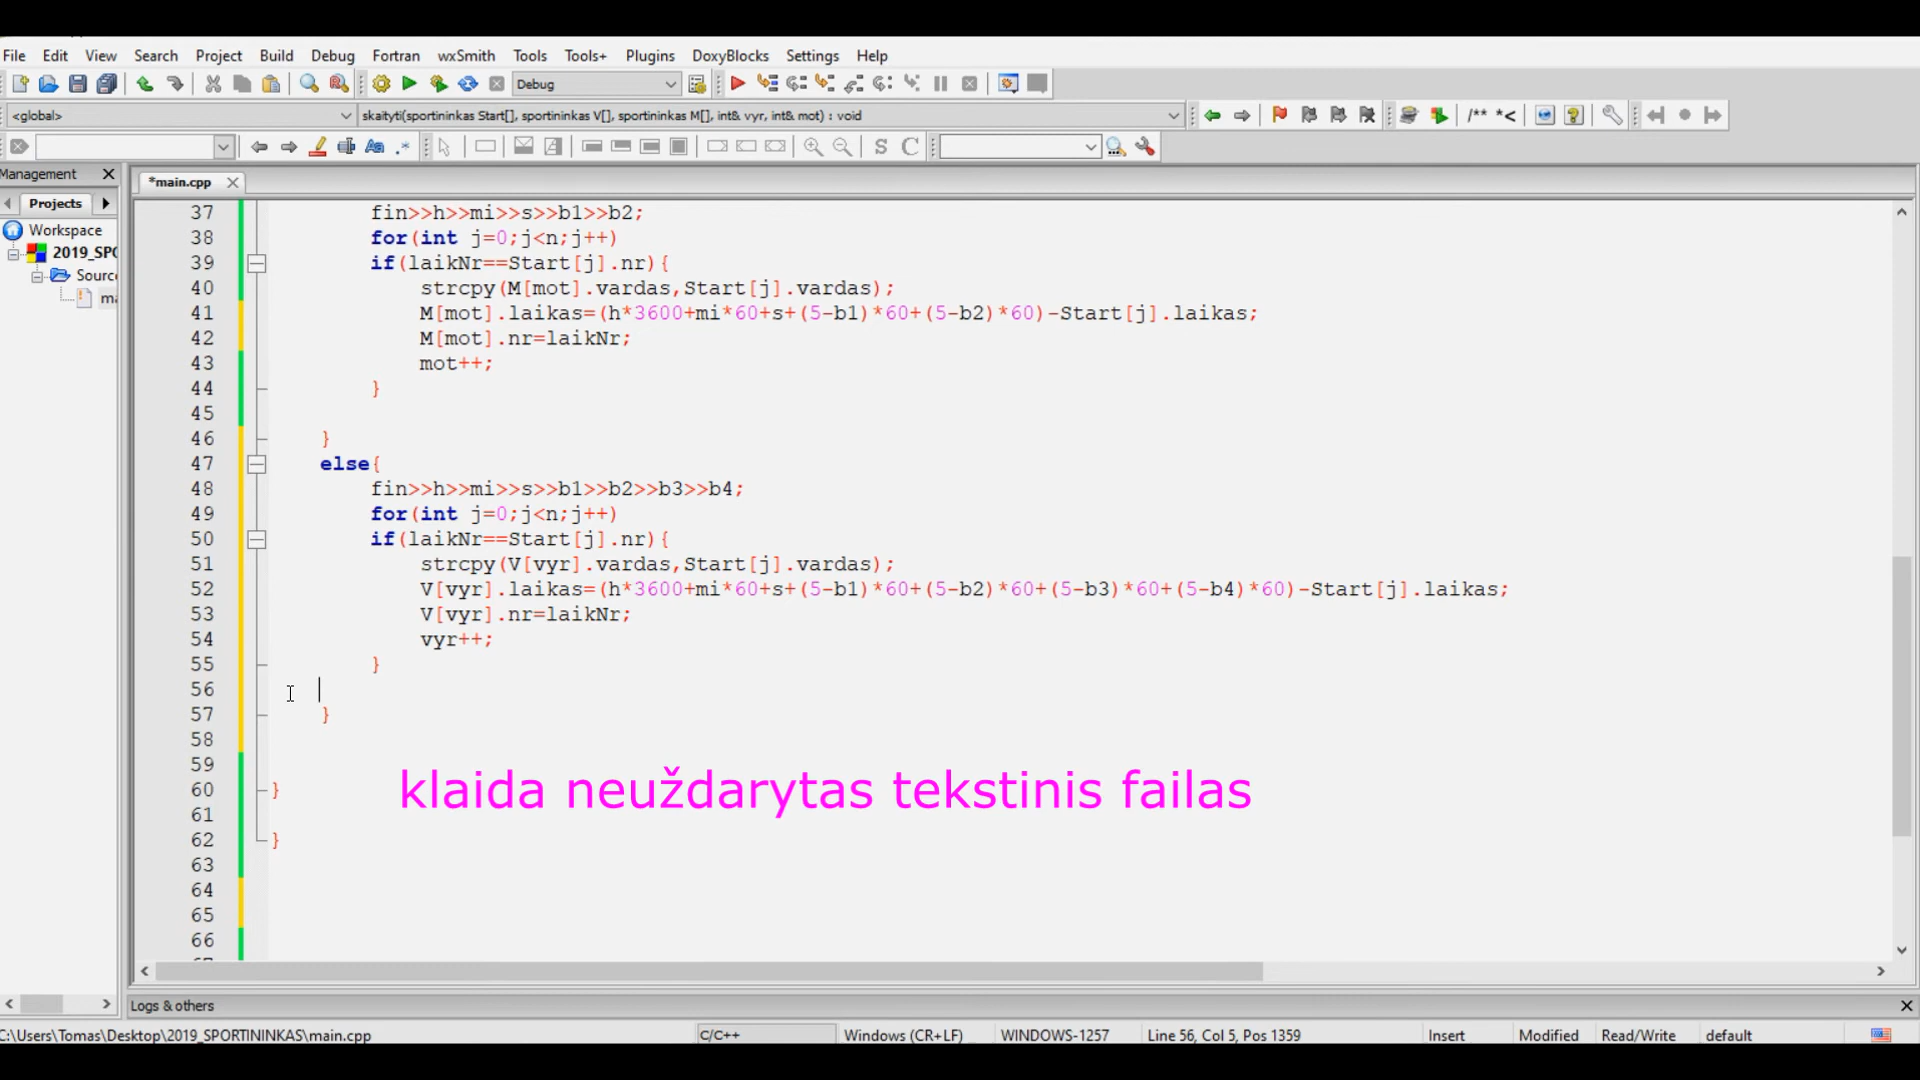 File Edit View Search Project Build Debug Fortran wxSmith Tools Tools+ Plugins DoxyBlocks Settings Help
Debug
/** *<
<global> skaityti(sportininkas Start[], sportininkas V[], sportininkas M[], int& vyr, int& mot) : void
S C
Management
*main.cpp
Projects
Workspace
2019_SPO
Source
ma
37 fin>>h>>mi>>s>>b1>>b2;
38 for(int j=0;j<n;j++)
39 if(laikNr==Start[j].nr){
40 strcpy(M[mot].vardas,Start[j].vardas);
41 M[mot].laikas=(h*3600+mi*60+s+(5-b1)*60+(5-b2)*60)-Start[j].laikas;
42 M[mot].nr=laikNr;
43 mot++;
44 }
45
46 }
47 else{
48 fin>>h>>mi>>s>>b1>>b2>>b3>>b4;
49 for(int j=0;j<n;j++)
50 if(laikNr==Start[j].nr){
51 strcpy(V[vyr].vardas,Start[j].vardas);
52 V[vyr].laikas=(h*3600+mi*60+s+(5-b1)*60+(5-b2)*60+(5-b3)*60+(5-b4)*60)-Start[j].laikas;
53 V[vyr].nr=laikNr;
54 vyr++;
55 }
56
57 }
58
59
60 }
klaida neuždarytas tekstinis failas
61
62 }
63
64
65
66
Logs & others
C:\Users\Tomas\Desktop\2019_SPORTININKAS\main.cpp C/C++ Windows (CR+LF) WINDOWS-1257 Line 56, Col 5, Pos 1359 Insert Modified Read/Write default